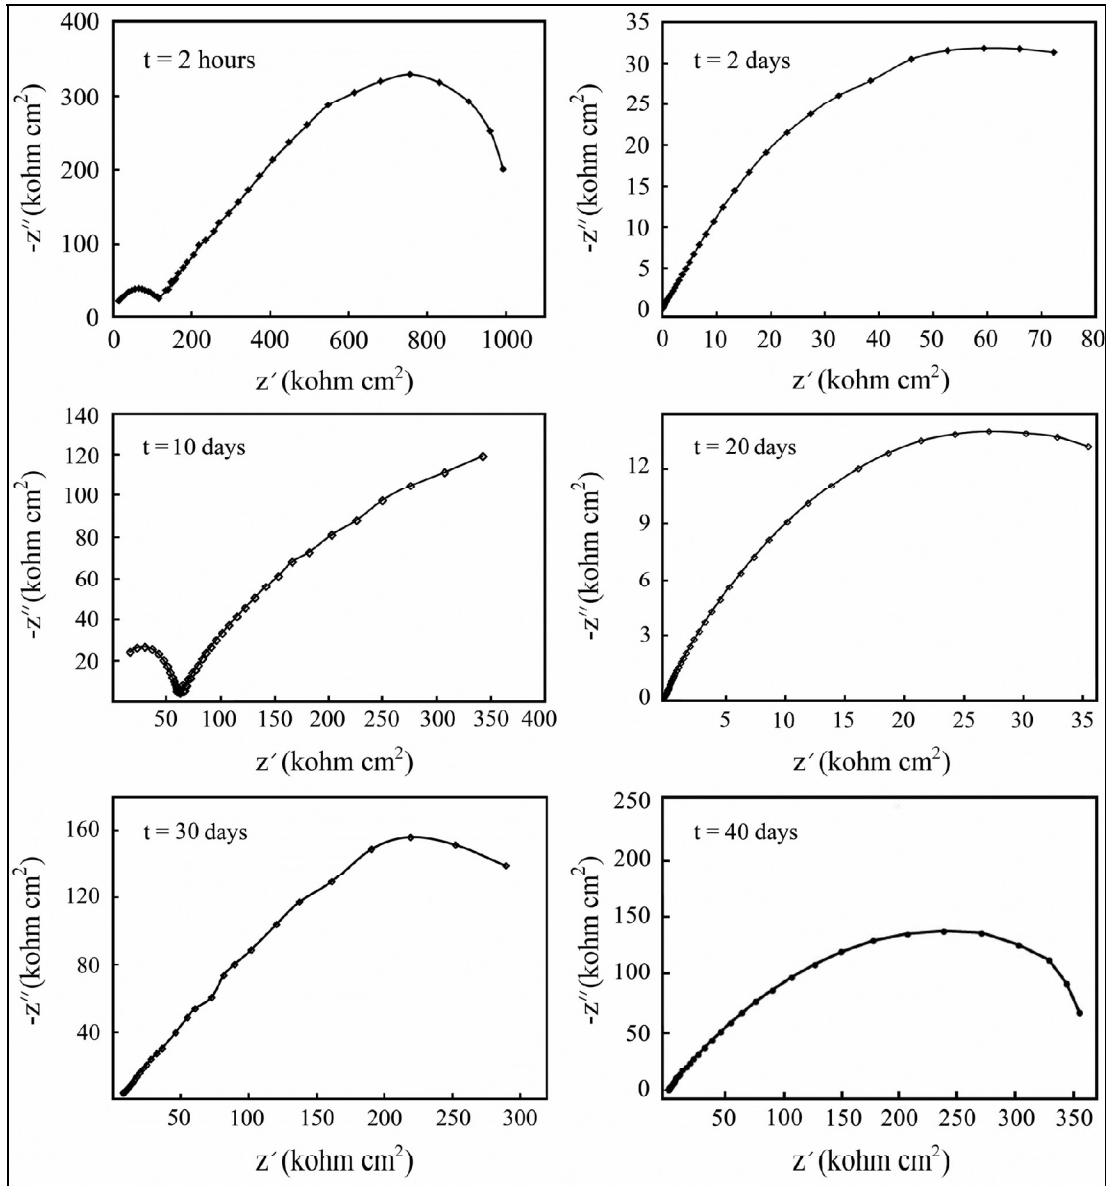 400
300
200
100
0
-z″(kohm cm²)
t = 2 hours
0 200 400 600 800 1000
z′ (kohm cm²)
35
30
25
20
15
10
5
0
-z″(kohm cm²)
t = 2 days
0 10 20 30 40 50 60 70 80
z′ (kohm cm²)
140
120
100
80
60
40
20
-z″(kohm cm²)
t = 10 days
50 100 150 200 250 300 350 400
z′ (kohm cm²)
12
9
6
3
0
-z″(kohm cm²)
t = 20 days
5 10 15 20 25 30 35
z′ (kohm cm²)
160
120
80
40
-z″(kohm cm²)
t = 30 days
50 100 150 200 250 300
z′ (kohm cm²)
250
200
150
100
50
0
-z″(kohm cm²)
t = 40 days
50 100 150 200 250 300 350
z′ (kohm cm²)